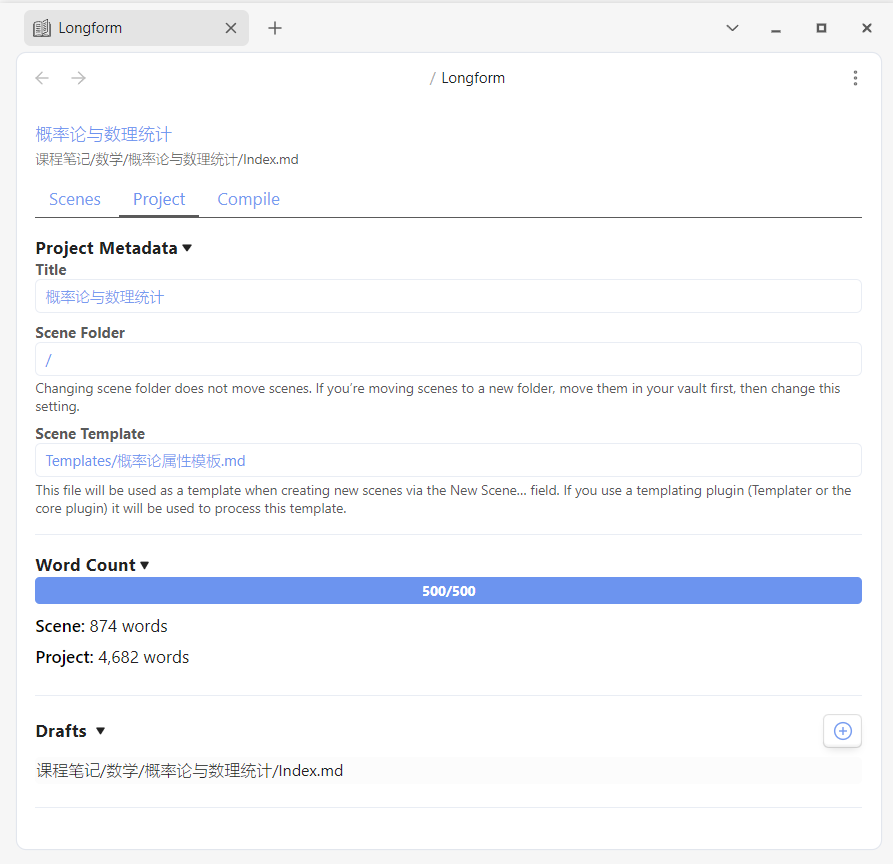 Longform
/ Longform
概率论与数理统计
课程笔记/数学/概率论与数理统计/Index.md
Scenes Project Compile
Project Metadata ▾
Title
概率论与数理统计
Scene Folder
/
Changing scene folder does not move scenes. If you’re moving scenes to a new folder, move them in your vault first, then change this
setting.
Scene Template
Templates/概率论属性模板.md
This file will be used as a template when creating new scenes via the New Scene... field. If you use a templating plugin (Templater or the
core plugin) it will be used to process this template.
Word Count ▾
500/500
Scene: 874 words
Project: 4,682 words
Drafts ▾
课程笔记/数学/概率论与数理统计/Index.md